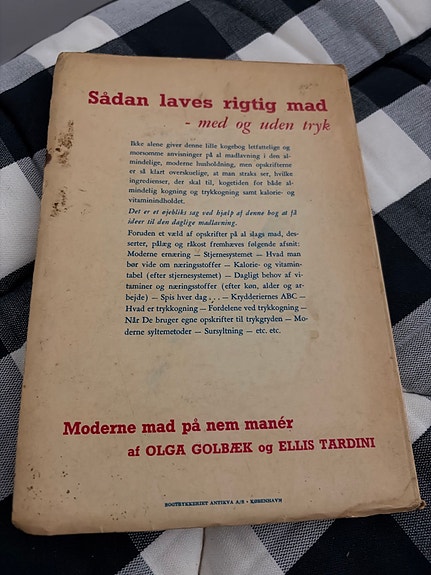 Sådan laves rigtig mad
- med og uden tryk
Ikke alene giver denne lille kogebog letfattelige og
morsomme anvisninger på al madlavning i den al-
mindelige, moderne husholdning, men opskrifterne
er så klart overskuelige, at man straks ser, hvilke
ingredienser, der skal til, kogetiden for både al-
mindelig kogning og trykkogning samt kalorie- og
vitaminindholdet.
Det er et øjebliks sag ved hjælp af denne bog at få
ideer til den daglige madlavning.
Foruden et væld af opskrifter på al slags mad, des-
serter, pålæg og råkost fremhæves følgende afsnit:
Moderne ernæring — Stjernesystemet — Hvad man
bør vide om næringsstoffer — Kalorie- og vitamin-
tabel (efter stjernesystemet) — Dagligt behov af vi-
taminer og næringsstoffer (efter køn, alder og ar-
bejde) — Spis hver dag . . . — Krydderiernes ABC —
Hvad er trykkogning — Fordelene ved trykkogning —
Når De bruger egne opskrifter til trykgryden — Mo-
derne syltemetoder — Sursyltning — etc. etc.
Moderne mad på nem manér
af OLGA GOLBÆK og ELLIS TARDINI
BOGTRYKKERIET ANTIKVA A/S · KØBENHAVN